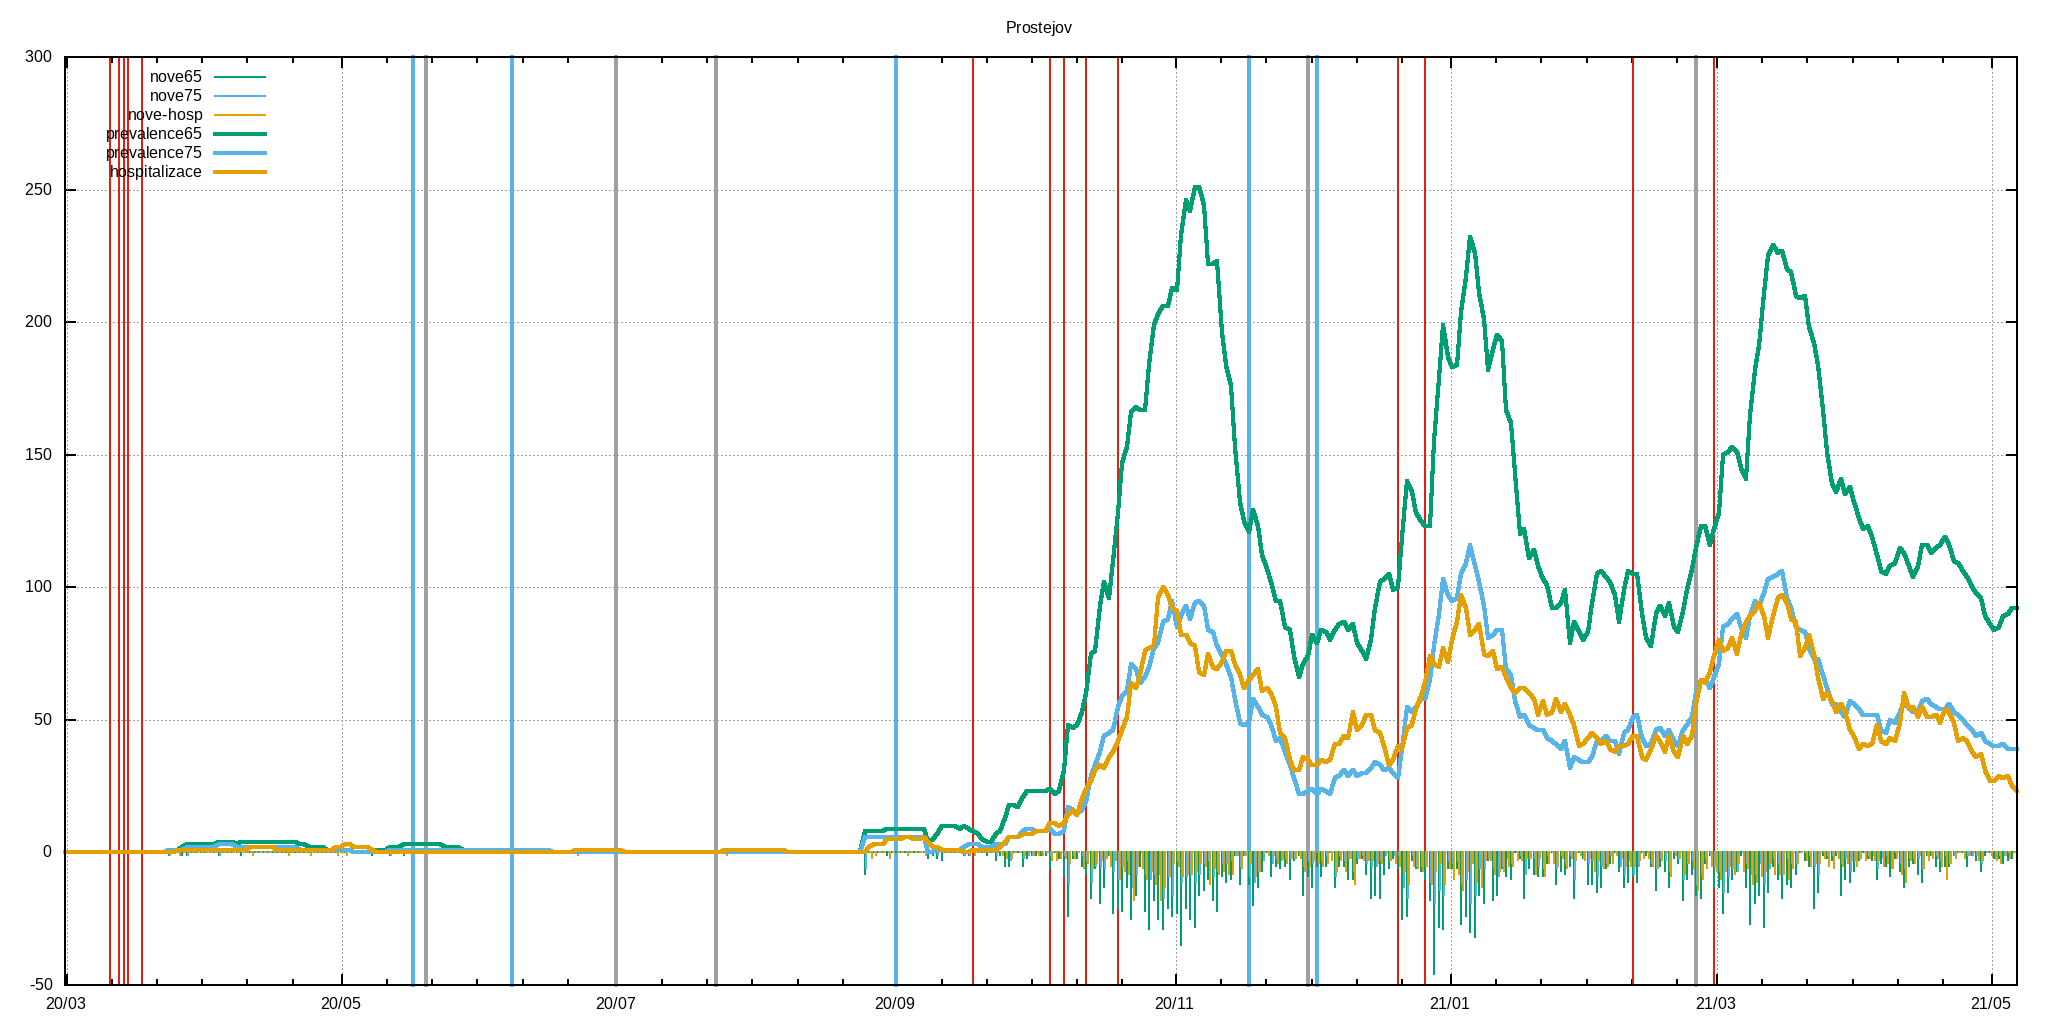 Prostejov
300
nove65
nove75
nove-hosp
prevalence65
prevalence75
hospitalizace
250
200
150
100
50
0
-50
20/03 20/05 20/07 20/09 20/11 21/01 21/03 21/05